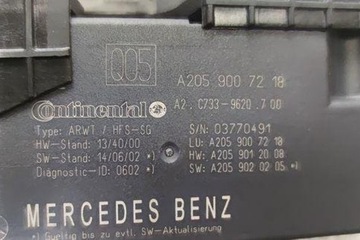 Q05
A205 900 72 18
Continental
A2. C733-9620.7 00
Type: ARWT / HFS-SG
S/N: 03770491
HW-Stand: 13/40/00
LU: A205 900 72 18
SW-Stand: 14/06/02 *)
HW: A205 901 20 08
Diagnostic-ID: 0602 *)
SW: A205 902 02 05 *)
MERCEDES BENZ
*) Gueltig bis zu evtl. SW-Aktualisierung